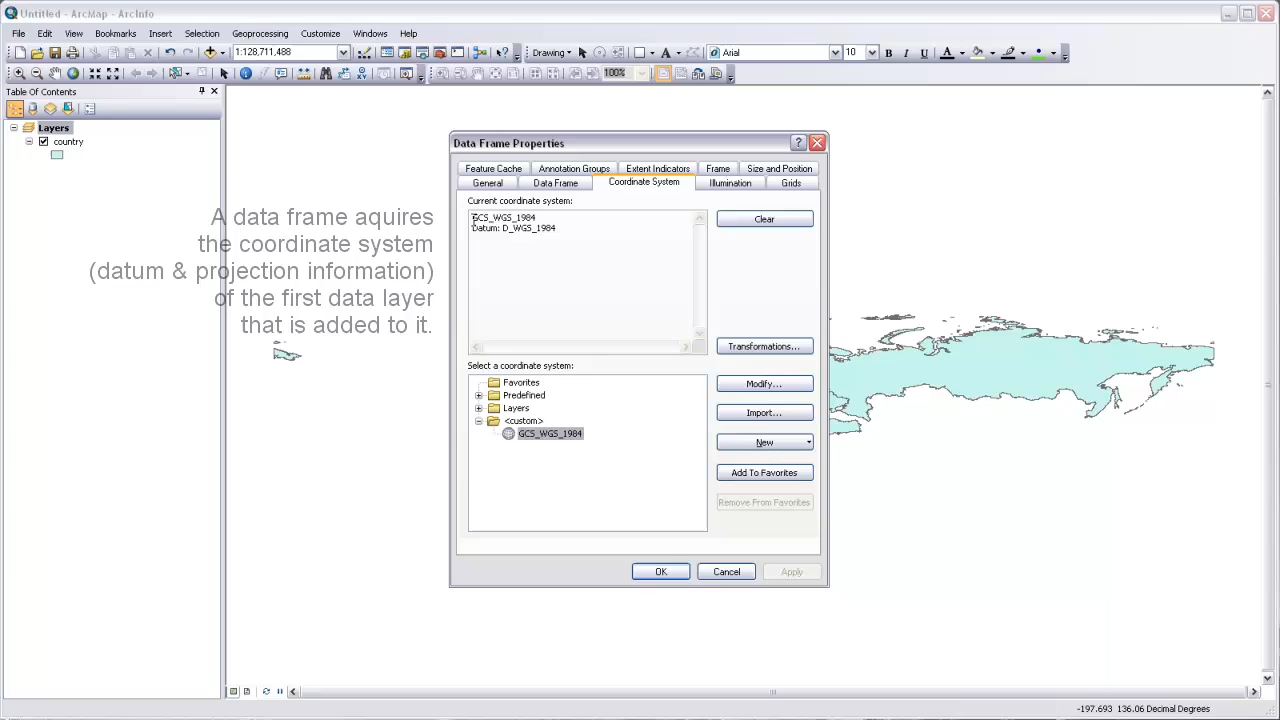 Untitled - ArcMap - ArcInfo
File Edit View Bookmarks Insert Selection Geoprocessing Customize Windows Help
1:128,711,488
Drawing
Arial
10
B I U A
100%
Table Of Contents
Layers
country
A data frame aquires
the coordinate system
(datum & projection information)
of the first data layer
that is added to it.
Data Frame Properties
Feature Cache Annotation Groups Extent Indicators Frame Size and Position
General Data Frame Coordinate System Illumination Grids
Current coordinate system:
GCS_WGS_1984
Datum: D_WGS_1984
Clear
Transformations...
Select a coordinate system:
Favorites
Predefined
Layers
<custom>
GCS_WGS_1984
Modify...
Import...
New
Add To Favorites
Remove From Favorites
OK Cancel Apply
-197.693 136.06 Decimal Degrees